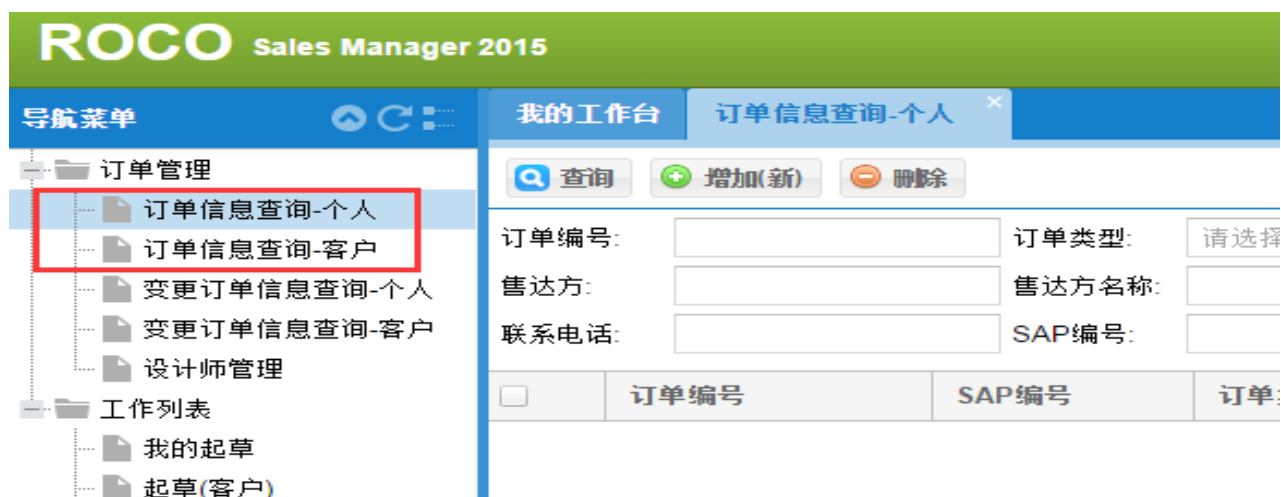 ROCO Sales Manager 2015
导航菜单
我的工作台 订单信息查询-个人
订单管理
订单信息查询-个人
订单信息查询-客户
变更订单信息查询-个人
变更订单信息查询-客户
设计师管理
工作列表
我的起草
起草(客户)
查询 增加(新) 删除
订单编号: 订单类型: 请选择
售达方: 售达方名称:
联系电话: SAP编号:
订单编号 SAP编号 订单